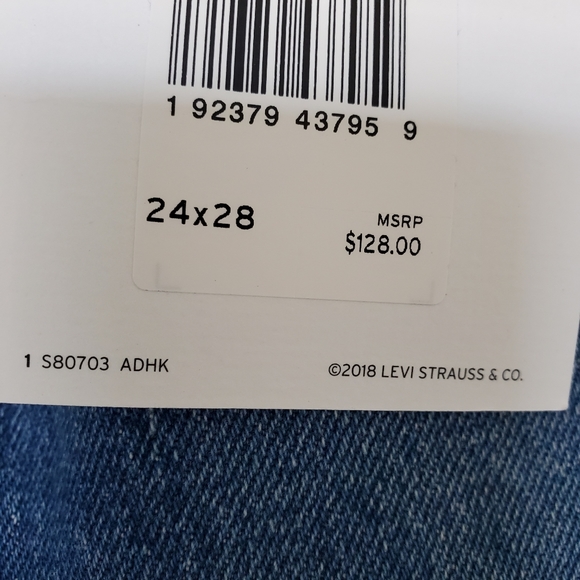 1 92379 43795 9
24x28
MSRP
$128.00
1 S80703 ADHK
©2018 LEVI STRAUSS & CO.